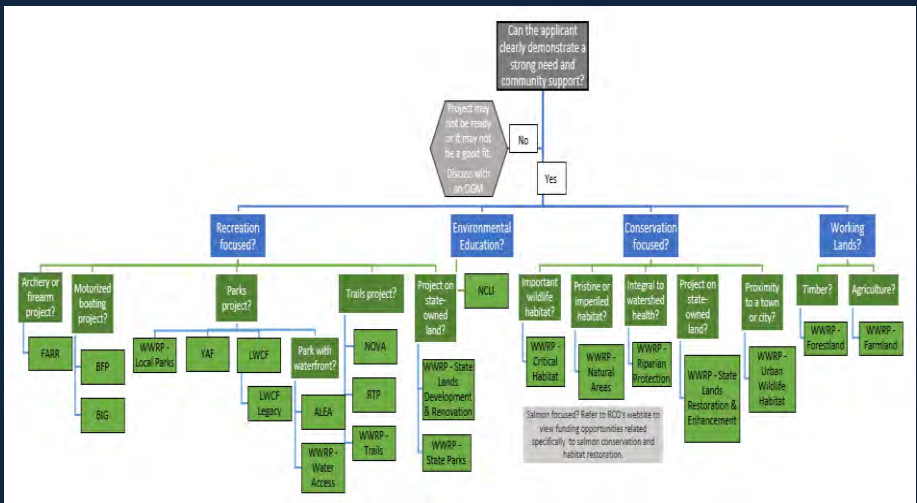 Can the applicant
clearly demonstrate a
strong need and
community support?
Project may
not be ready
or it may not
be a good fit.
Discuss with
an OGM
No
Yes
Recreation
focused?
Environmental
Education?
Conservation
focused?
Working
Lands?
Archery or
firearm
project?
Motorized
boating
project?
Parks
project?
Trails project?
Project on
state-
owned
land?
NCLI
Important
wildlife
habitat?
Pristine or
imperiled
habitat?
Integral to
watershed
health?
Project on
state-
owned
land?
Proximity
to a town
or city?
Timber?
Agriculture?
FARR
BFP
BIG
WWRP -
Local Parks
YAF
LWCF
LWCF
Legacy
Park with
waterfront?
ALEA
WWRP -
Water
Access
NOVA
RTP
WWRP -
Trails
WWRP - State
Lands
Development
& Renovation
WWRP -
State Parks
WWRP -
Critical
Habitat
WWRP -
Natural
Areas
WWRP -
Riparian
Protection
WWRP - State
Lands
Restoration &
Enhancement
WWRP -
Urban
Wildlife
Habitat
WWRP -
Forestland
WWRP -
Farmland
Salmon focused? Refer to RCO's website to
view funding opportunities related
specifically to salmon conservation and
habitat restoration.